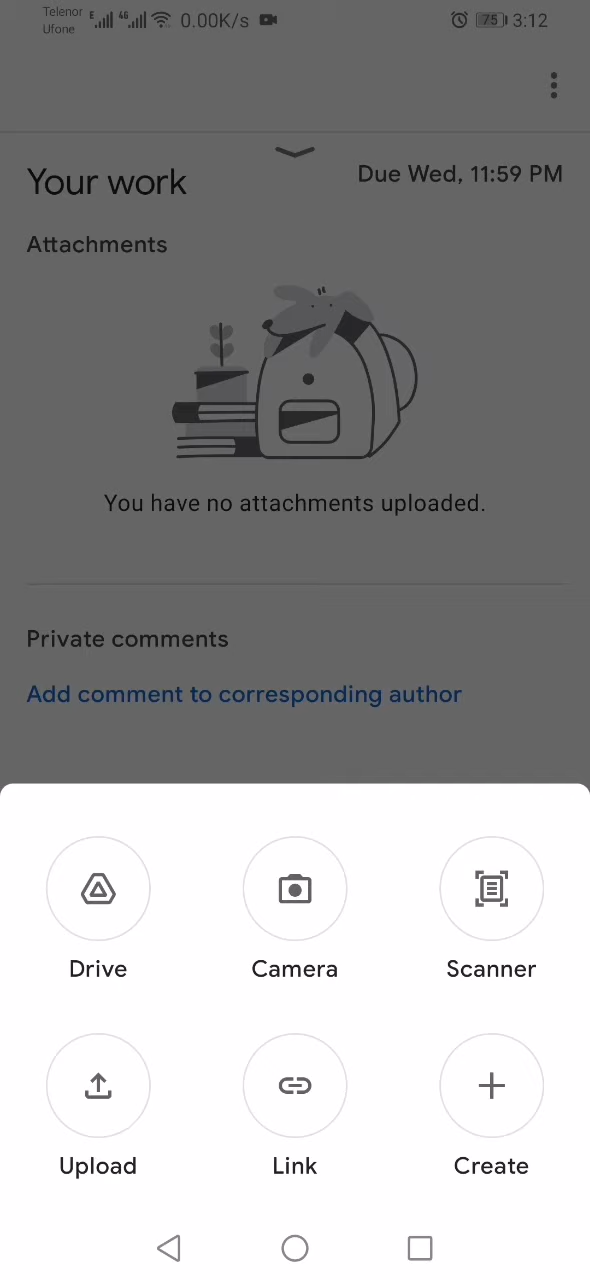 Telenor E 4G 0.00K/s 75 3:12
Ufone
Your work Due Wed, 11:59 PM
Attachments
You have no attachments uploaded.
Private comments
Add comment to corresponding author
Drive Camera Scanner
Upload Link Create